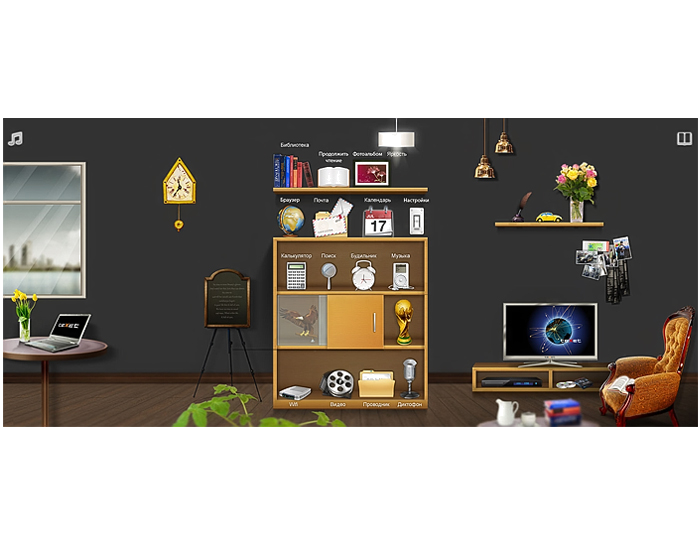 Библиотека
Продолжить
чтение
Фотоальбом
Яркость
Браузер
Почта
Календарь
Настройки
17
Калькулятор
Поиск
Будильник
Музыка
Wifi
Видео
Проводник
Диктофон